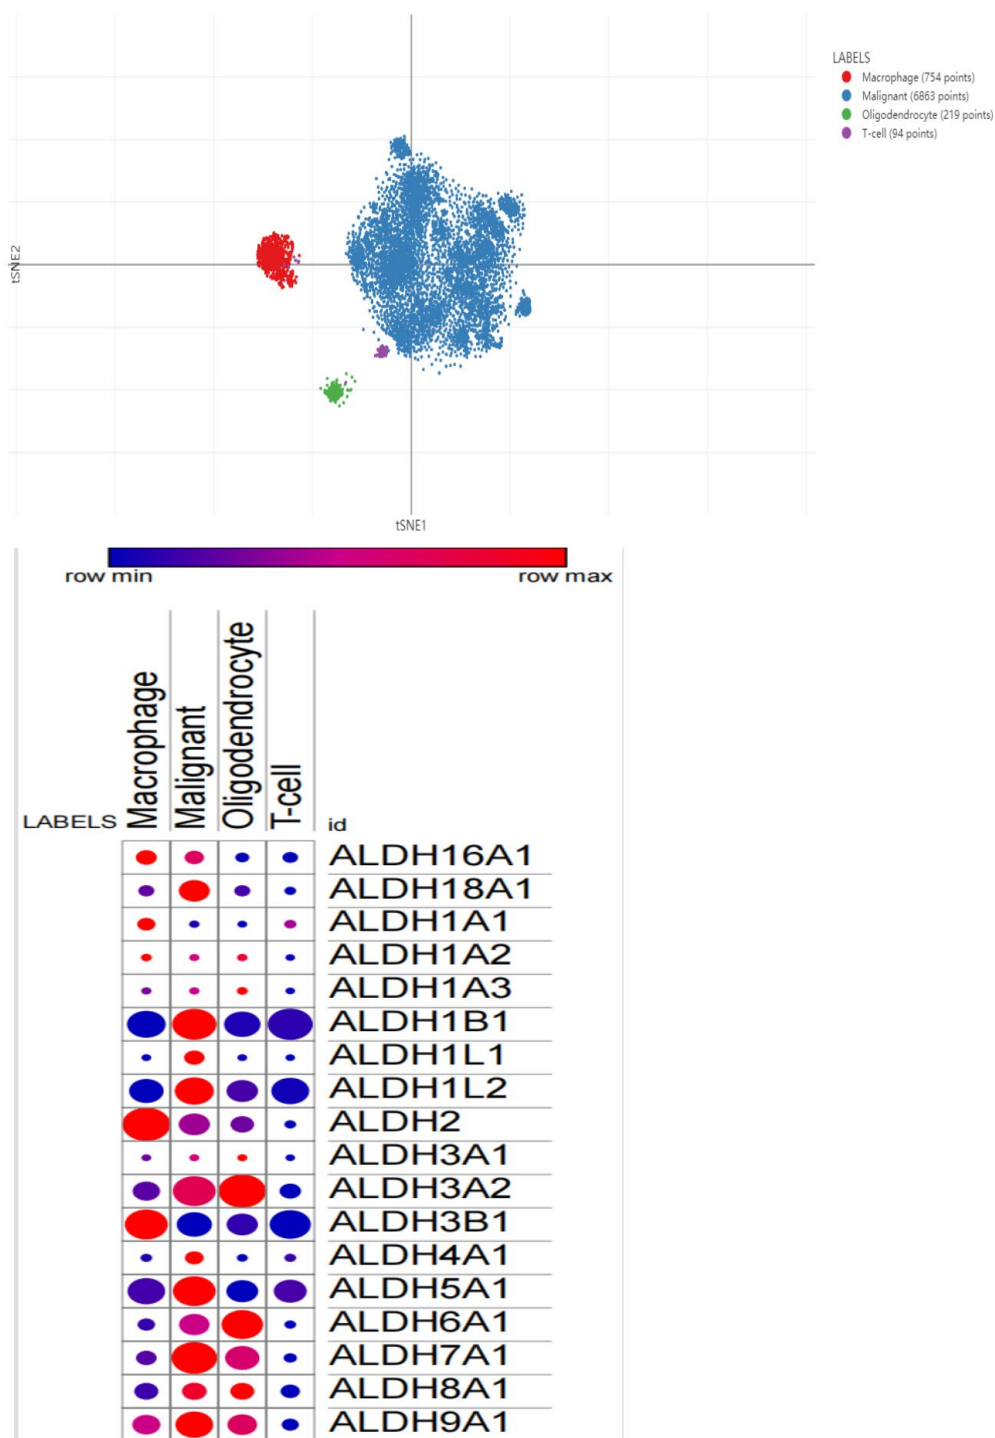 LABELS
Macrophage (754 points)
Malignant (6863 points)
Oligodendrocyte (219 points)
T-cell (94 points)
tSNE2
tSNE1
row min
row max
Macrophage
Malignant
Oligodendrocyte
T-cell
LABELS
id
ALDH16A1
ALDH18A1
ALDH1A1
ALDH1A2
ALDH1A3
ALDH1B1
ALDH1L1
ALDH1L2
ALDH2
ALDH3A1
ALDH3A2
ALDH3B1
ALDH4A1
ALDH5A1
ALDH6A1
ALDH7A1
ALDH8A1
ALDH9A1